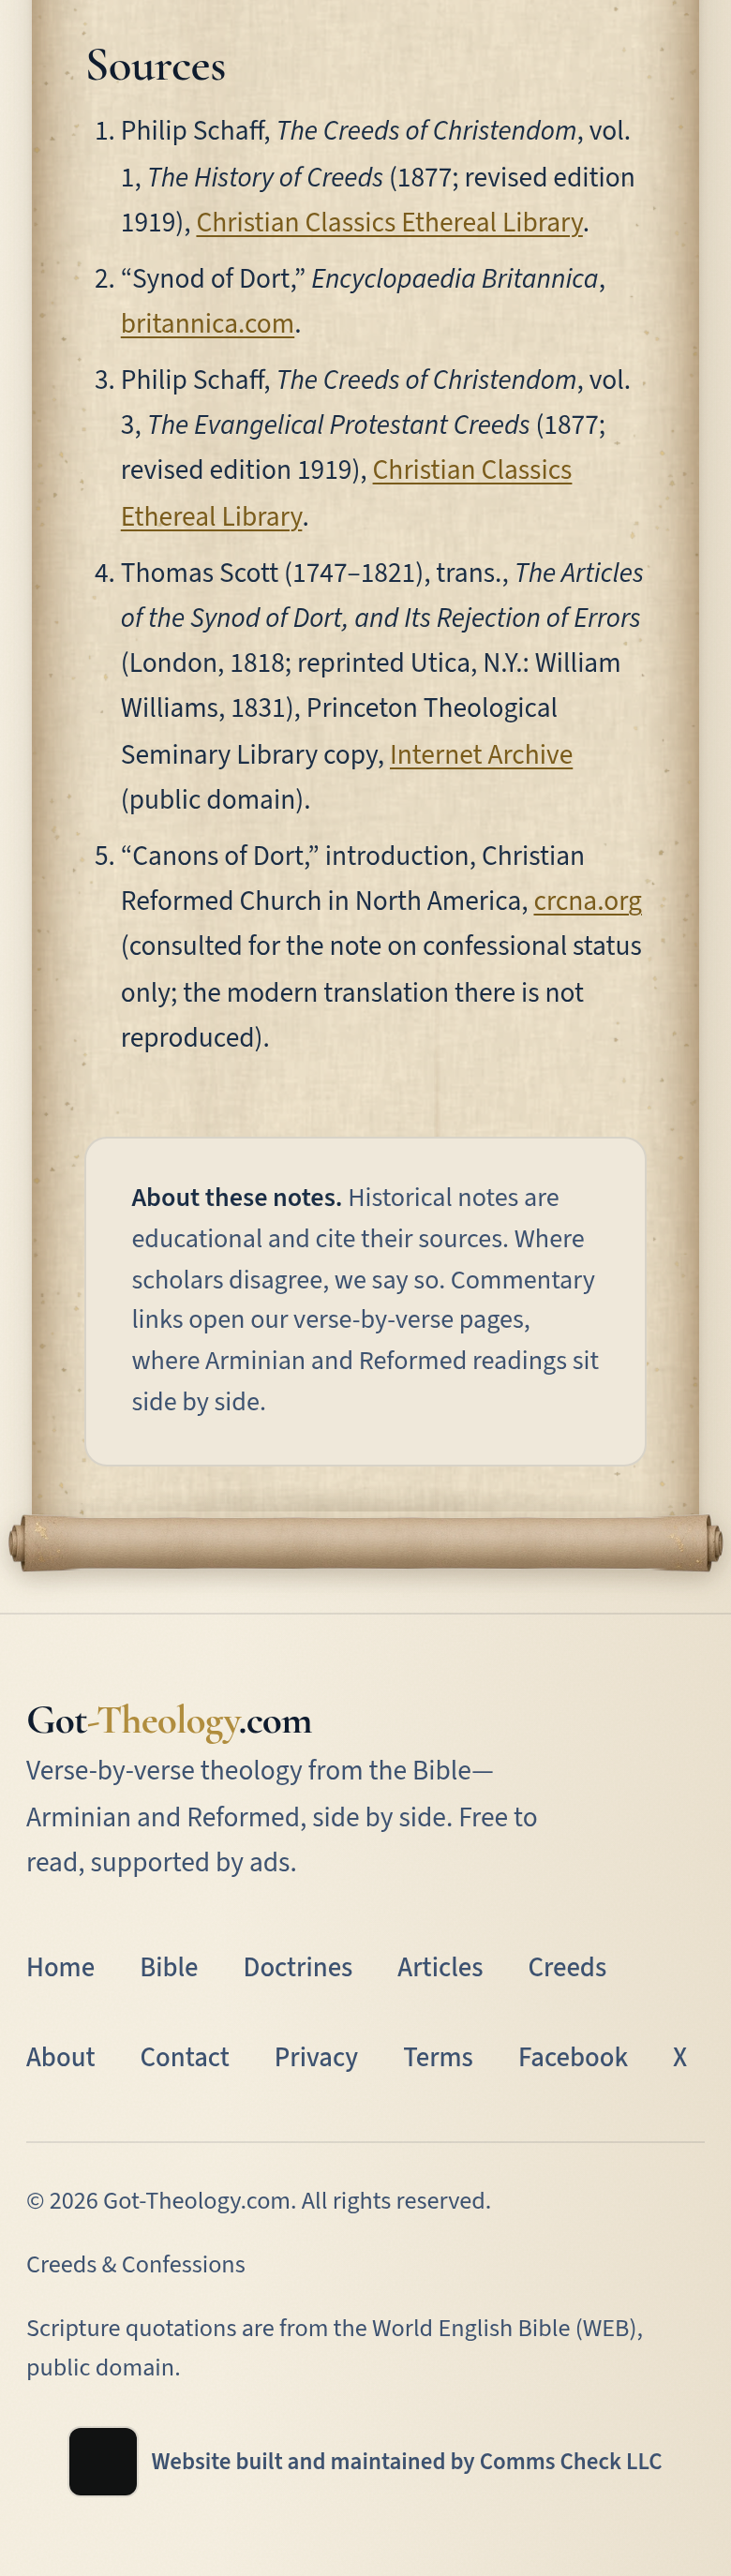 Sources
1. Philip Schaff, The Creeds of Christendom, vol.
1, The History of Creeds (1877; revised edition
1919), Christian Classics Ethereal Library.
2. “Synod of Dort,” Encyclopaedia Britannica,
britannica.com.
3. Philip Schaff, The Creeds of Christendom, vol.
3, The Evangelical Protestant Creeds (1877;
revised edition 1919), Christian Classics
Ethereal Library.
4. Thomas Scott (1747–1821), trans., The Articles
of the Synod of Dort, and Its Rejection of Errors
(London, 1818; reprinted Utica, N.Y.: William
Williams, 1831), Princeton Theological
Seminary Library copy, Internet Archive
(public domain).
5. “Canons of Dort,” introduction, Christian
Reformed Church in North America, crcna.org
(consulted for the note on confessional status
only; the modern translation there is not
reproduced).
About these notes. Historical notes are
educational and cite their sources. Where
scholars disagree, we say so. Commentary
links open our verse-by-verse pages,
where Arminian and Reformed readings sit
side by side.
Got-Theology.com
Verse-by-verse theology from the Bible—
Arminian and Reformed, side by side. Free to
read, supported by ads.
Home Bible Doctrines Articles Creeds
About Contact Privacy Terms Facebook X
© 2026 Got-Theology.com. All rights reserved.
Creeds & Confessions
Scripture quotations are from the World English Bible (WEB),
public domain.
Website built and maintained by Comms Check LLC